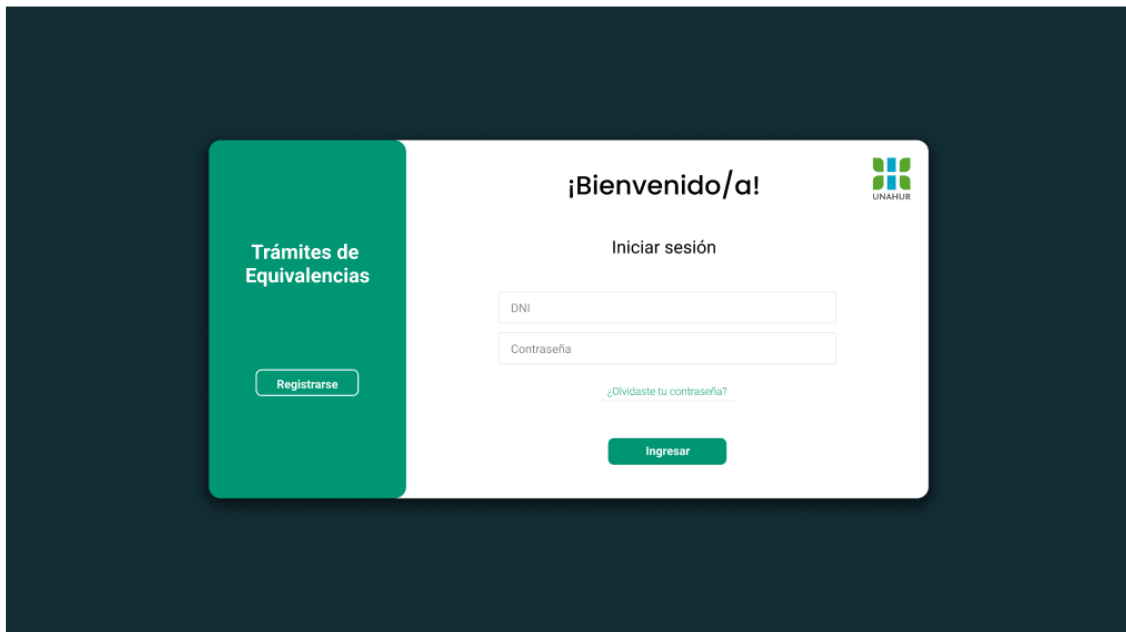 Trámites de
Equivalencias
Registrarse
¡Bienvenido/a!
UNAHUR
Iniciar sesión
DNI
Contraseña
¿Olvidaste tu contraseña?
Ingresar